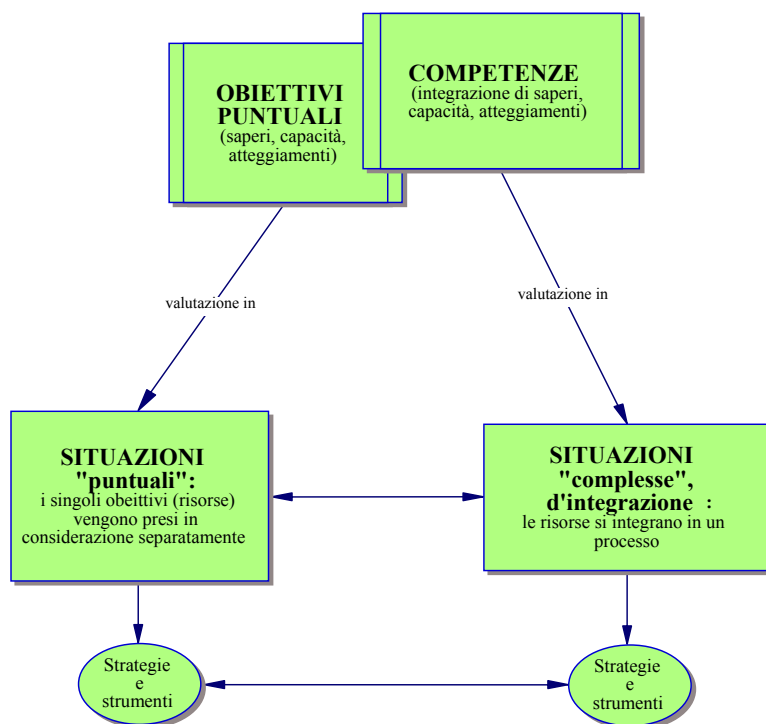 OBIETTIVI
PUNTUALI
(saperi, capacità,
atteggiamenti)
COMPETENZE
(integrazione di saperi,
capacità, atteggiamenti)
valutazione in
valutazione in
SITUAZIONI
"puntuali":
i singoli obeittivi (risorse)
vengono presi in
considerazione separatamente
SITUAZIONI
"complesse",
d'integrazione :
le risorse si integrano in un
processo
Strategie
e
strumenti
Strategie
e
strumenti